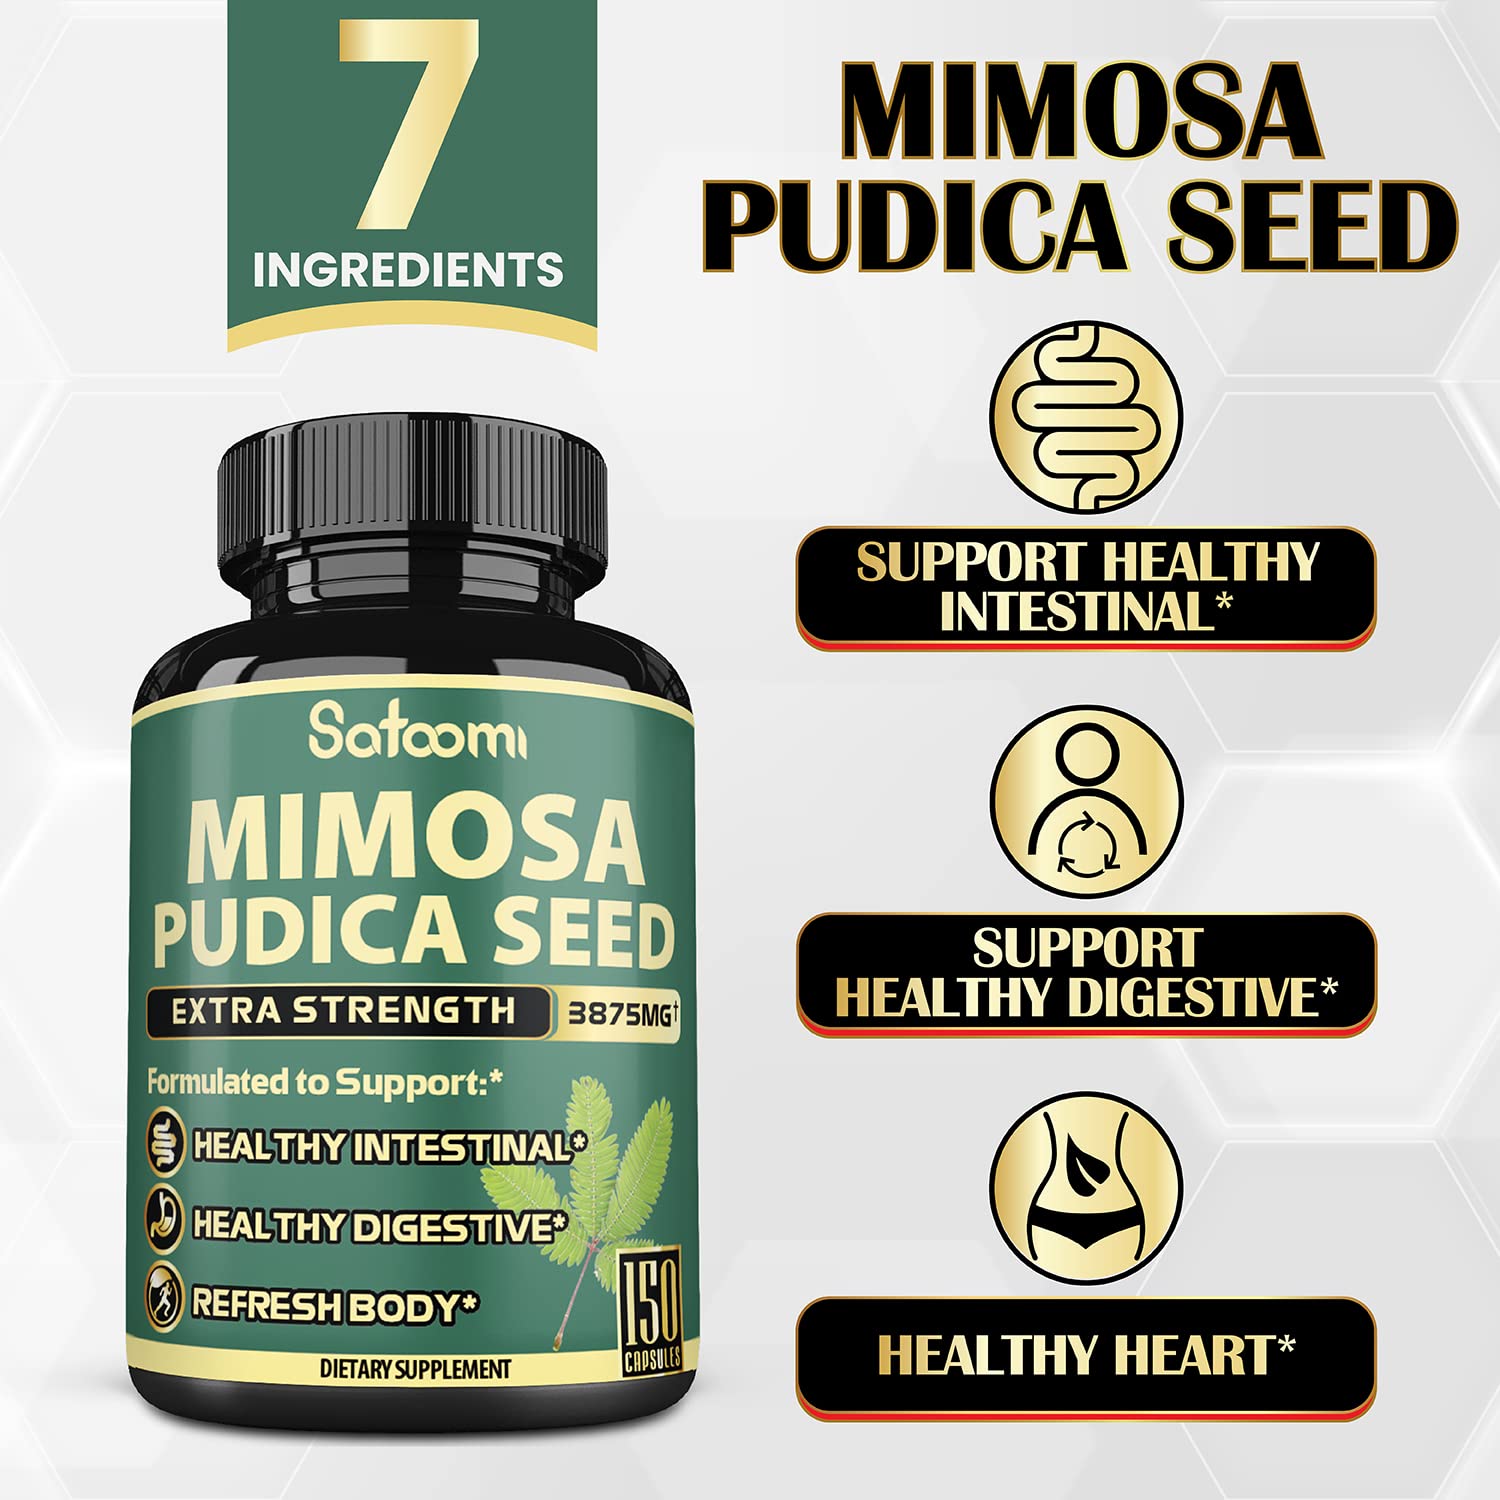 7
INGREDIENTS
MIMOSA
PUDICA SEED
SUPPORT HEALTHY
INTESTINAL*
SUPPORT
HEALTHY DIGESTIVE*
HEALTHY HEART*
Satoomi
MIMOSA
PUDICA SEED
EXTRA STRENGTH 3875MG†
Formulated to Support:*
HEALTHY INTESTINAL*
HEALTHY DIGESTIVE*
REFRESH BODY*
150
CAPSULES
DIETARY SUPPLEMENT